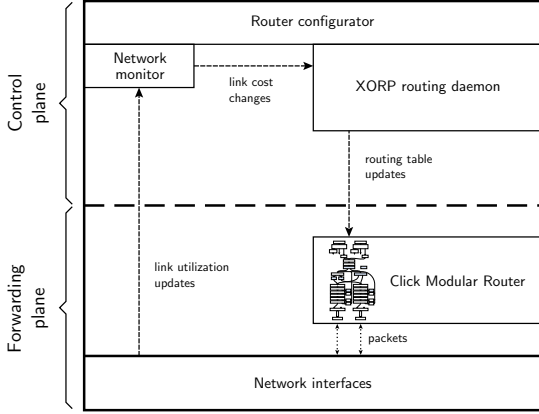 Router configurator
Network
monitor
link cost
changes
XORP routing daemon
Control
plane
routing table
updates
link utilization
updates
Click Modular Router
Forwarding
plane
packets
Network interfaces